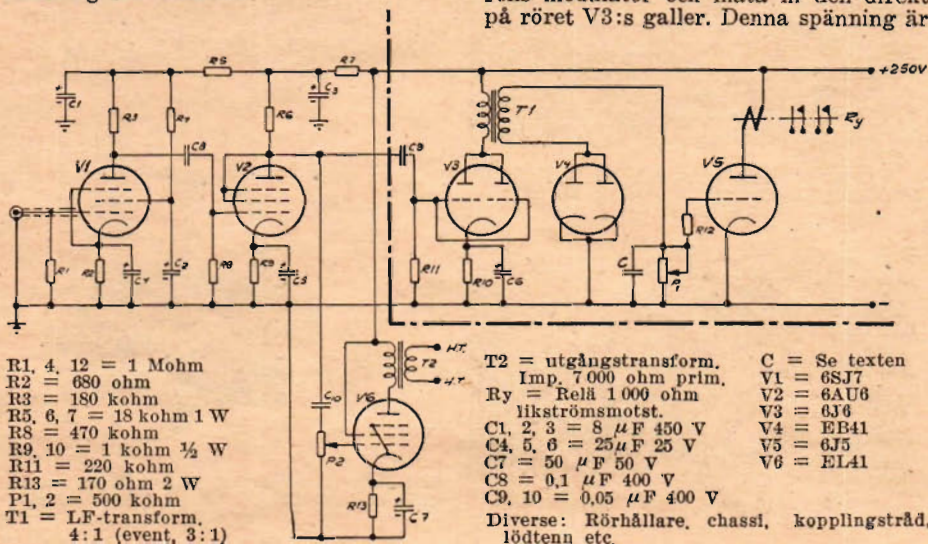 rens modulator och mata in den direkt
på röret V3:s galler. Denna spänning är
R5
R7
C1
R3
R4
C3
R6
T1
+250V
Ry
C8
C9
V1
V2
V3
V4
V5
R12
R1
R2
C4
C2
R8
R9
C5
R11
R10
C6
C
P1
-
T2
H.T.
H.T.
C10
V6
P2
R13
C7
R1, 4, 12 = 1 Mohm
R2 = 680 ohm
R3 = 180 kohm
R5, 6, 7 = 18 kohm 1 W
R8 = 470 kohm
R9, 10 = 1 kohm ½ W
R11 = 220 kohm
R13 = 170 ohm 2 W
P1, 2 = 500 kohm
T1 = LF-transform.
4:1 (event. 3:1)
T2 = utgångstransform.
Imp. 7 000 ohm prim.
Ry = Relä 1 000 ohm
likströmsmotst.
C1, 2, 3 = 8 µF 450 V
C4, 5, 6 = 25µF 25 V
C7 = 50 µF 50 V
C8 = 0,1 µF 400 V
C9, 10 = 0,05 µF 400 V
C = Se texten
V1 = 6SJ7
V2 = 6AU6
V3 = 6J6
V4 = EB41
V5 = 6J5
V6 = EL41
Diverse: Rörhållare, chassi, kopplingstråd,
lödtenn etc.